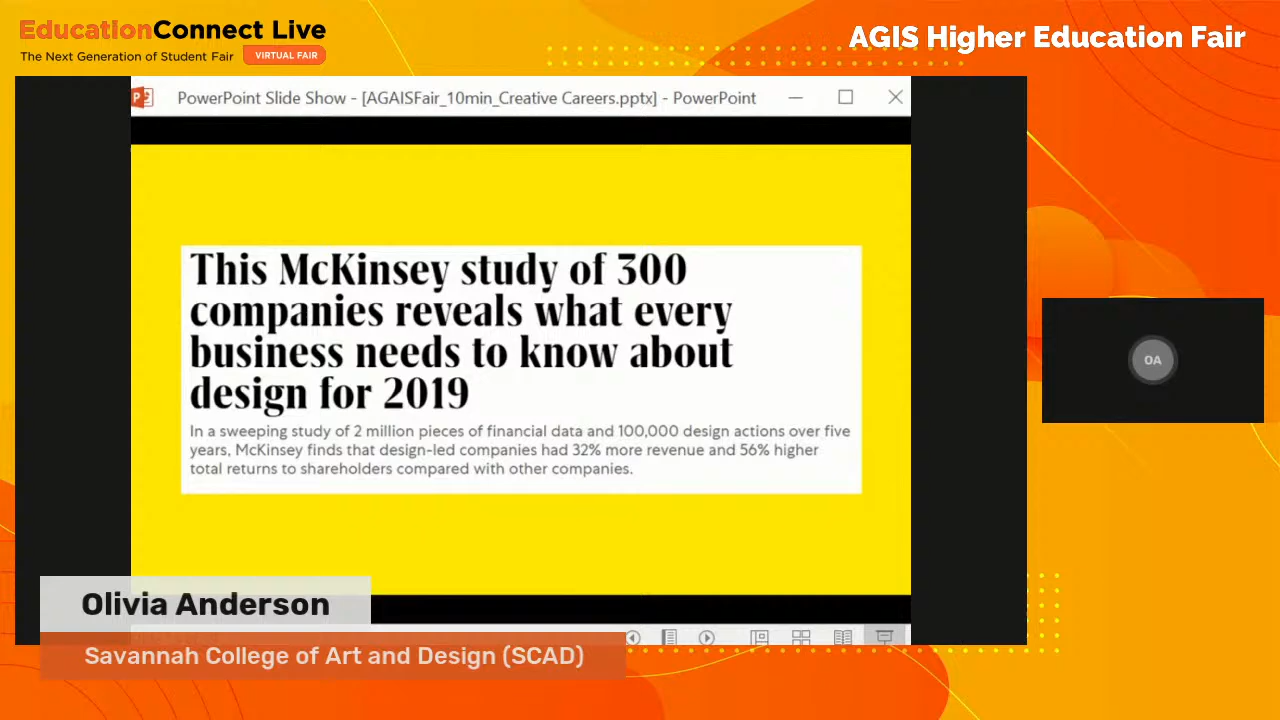 EducationConnect Live
The Next Generation of Student Fair VIRTUAL FAIR
AGIS Higher Education Fair
PowerPoint Slide Show - [AGAISFair_10min_Creative Careers.pptx] - PowerPoint
This McKinsey study of 300
companies reveals what every
business needs to know about
design for 2019
In a sweeping study of 2 million pieces of financial data and 100,000 design actions over five
years, McKinsey finds that design-led companies had 32% more revenue and 56% higher
total returns to shareholders compared with other companies.
OA
Olivia Anderson
Savannah College of Art and Design (SCAD)